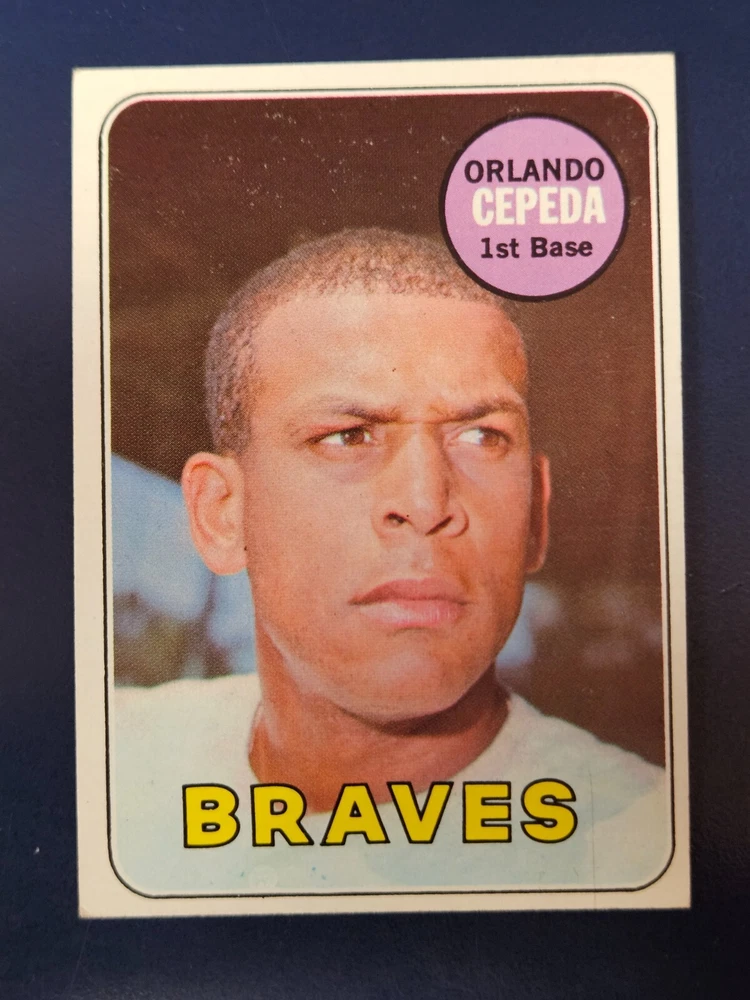 ORLANDO
CEPEDA
1st Base
BRAVES